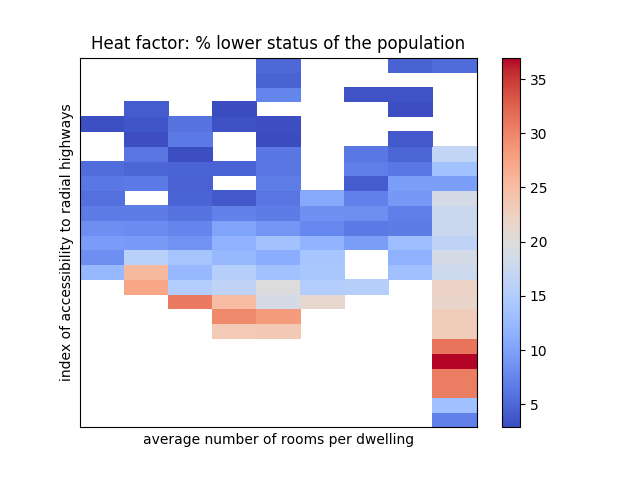 Heat factor: % lower status of the population
index of accessibility to radial highways
average number of rooms per dwelling
35
30
25
20
15
10
5